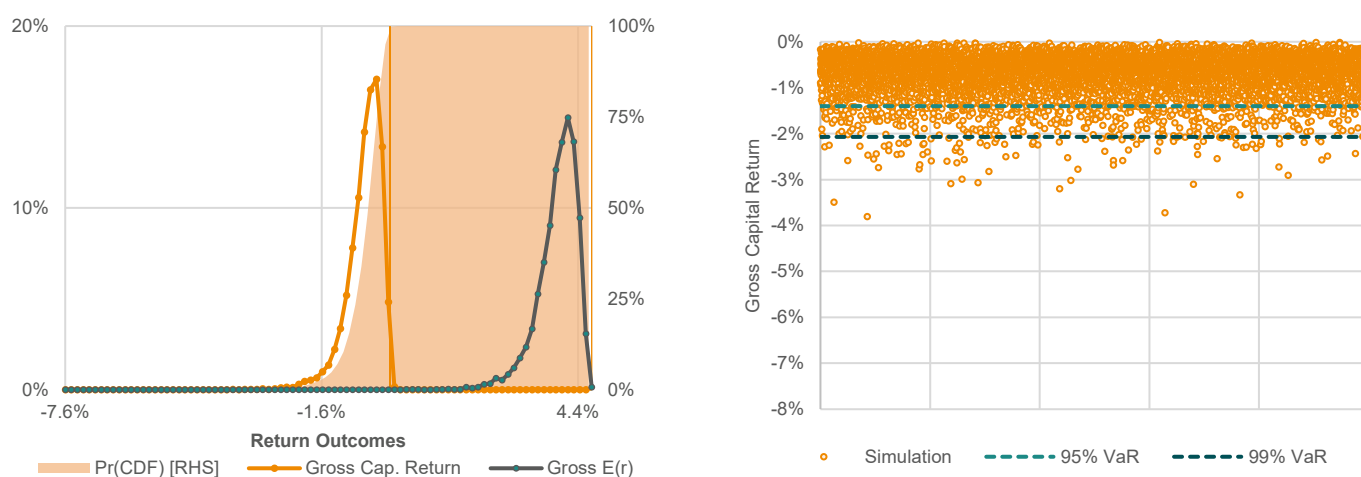 20%
10%
0%
100%
75%
50%
25%
0%
-7.6%
-1.6%
4.4%
Return Outcomes
Pr(CDF) [RHS]
Gross Cap. Return
Gross E(r)
0%
-1%
-2%
-3%
-4%
-5%
-6%
-7%
-8%
Gross Capital Return
Simulation
95% VaR
99% VaR